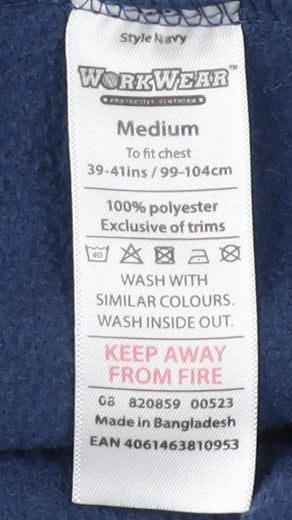 Style Navy
WORKWEAR™
PROTECTIVE CLOTHING
Medium
To fit chest
39-41ins / 99-104cm
100% polyester
Exclusive of trims
40
WASH WITH
SIMILAR COLOURS.
WASH INSIDE OUT.
KEEP AWAY
FROM FIRE
08 820859 00523
Made in Bangladesh
EAN 4061463810953